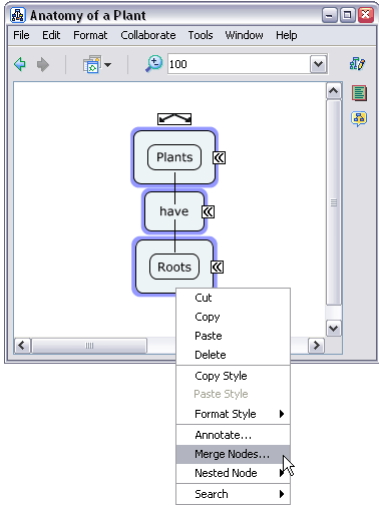 Anatomy of a Plant
File Edit Format Collaborate Tools Window Help
100
Plants
have
Roots
Cut
Copy
Paste
Delete
Copy Style
Paste Style
Format Style
Annotate...
Merge Nodes...
Nested Node
Search